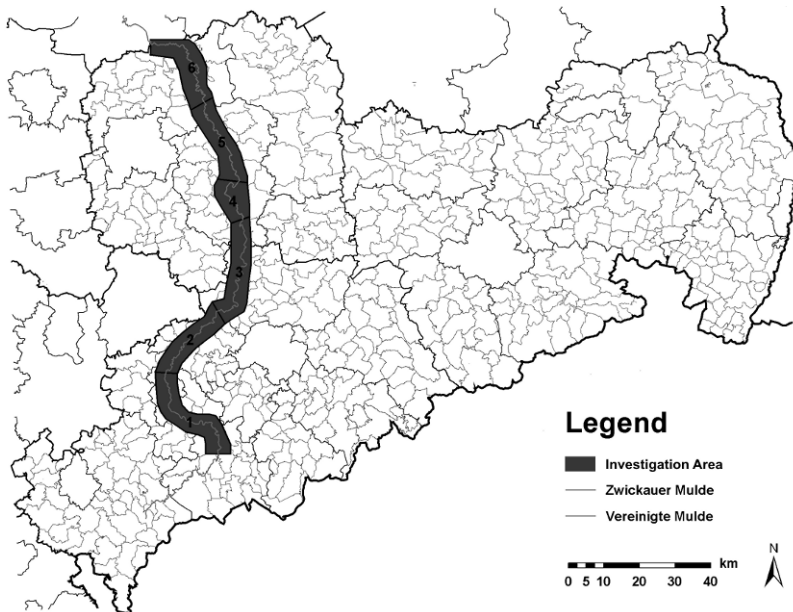 6
5
4
3
2
1
Legend
Investigation Area
Zwickauer Mulde
Vereinigte Mulde
N
km
0 5 10 20 30 40